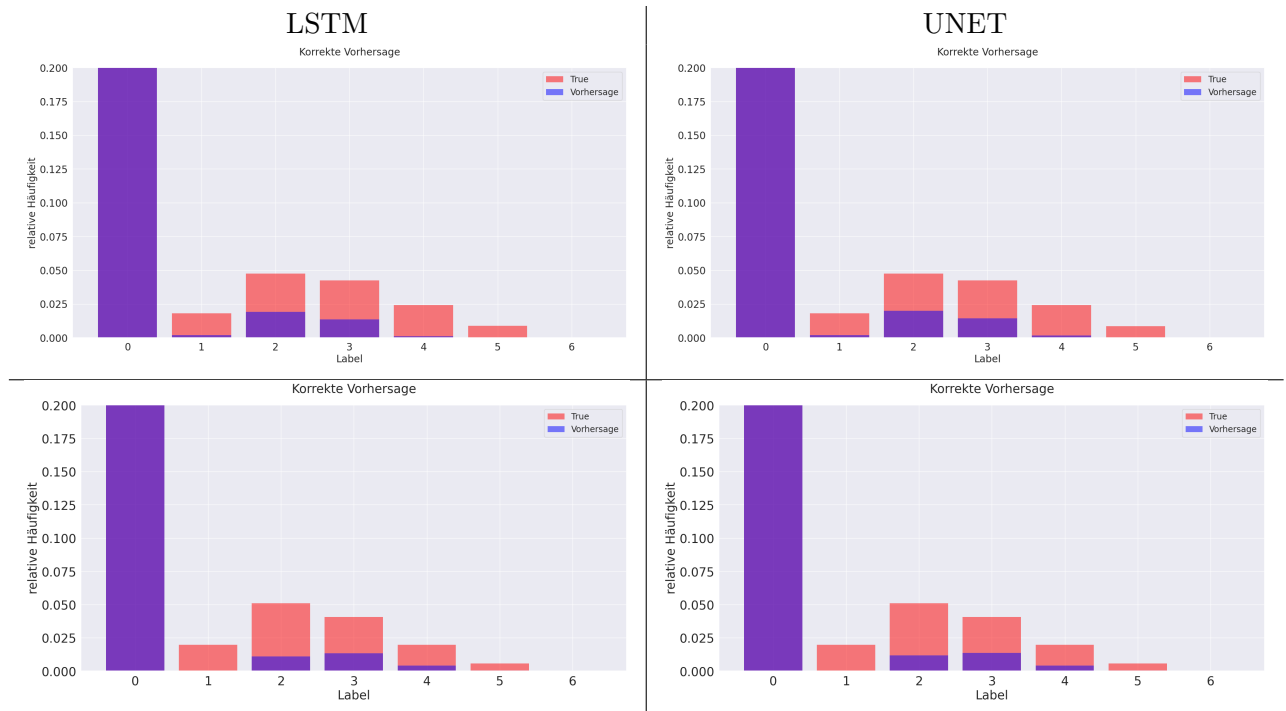 LSTM
UNET
Korrekte Vorhersage
True
Vorhersage
relative Häufigkeit
0.200
0.175
0.150
0.125
0.100
0.075
0.050
0.025
0.000
0 1 2 3 4 5 6
Label
Korrekte Vorhersage
True
Vorhersage
relative Häufigkeit
0.200
0.175
0.150
0.125
0.100
0.075
0.050
0.025
0.000
0 1 2 3 4 5 6
Label
Korrekte Vorhersage
True
Vorhersage
relative Häufigkeit
0.200
0.175
0.150
0.125
0.100
0.075
0.050
0.025
0.000
0 1 2 3 4 5 6
Label
Korrekte Vorhersage
True
Vorhersage
relative Häufigkeit
0.200
0.175
0.150
0.125
0.100
0.075
0.050
0.025
0.000
0 1 2 3 4 5 6
Label